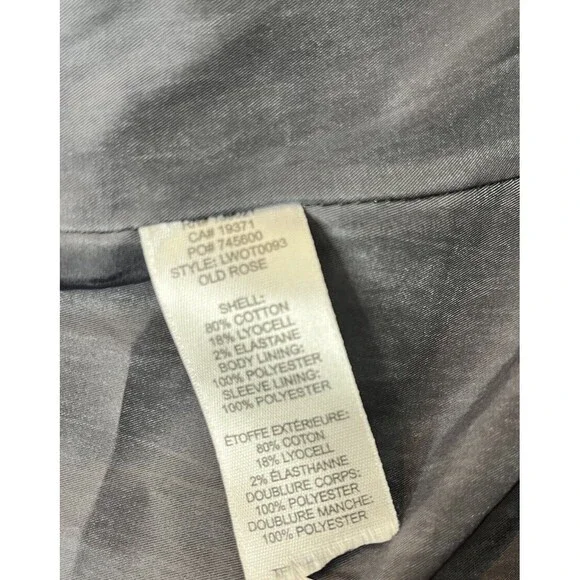 CA# 19371
PO# 745600
STYLE: LWOT0093
OLD ROSE
SHELL:
80% COTTON
18% LYOCELL
2% ELASTANE
BODY LINING:
100% POLYESTER
SLEEVE LINING:
100% POLYESTER
ÉTOFFE EXTÉRIEURE:
80% COTON
18% LYOCELL
2% ÉLASTHANNE
DOUBLURE CORPS:
100% POLYESTER
DOUBLURE MANCHE:
100% POLYESTER